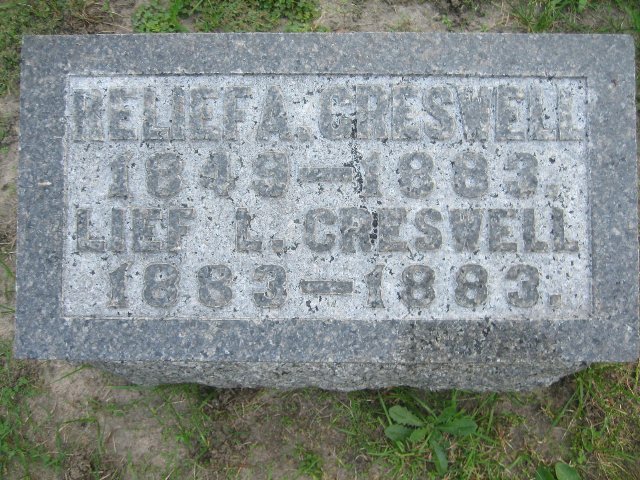 RELIEF A. CRESWELL
1849–1883.
LIEF L. CRESWELL
1883–1883.